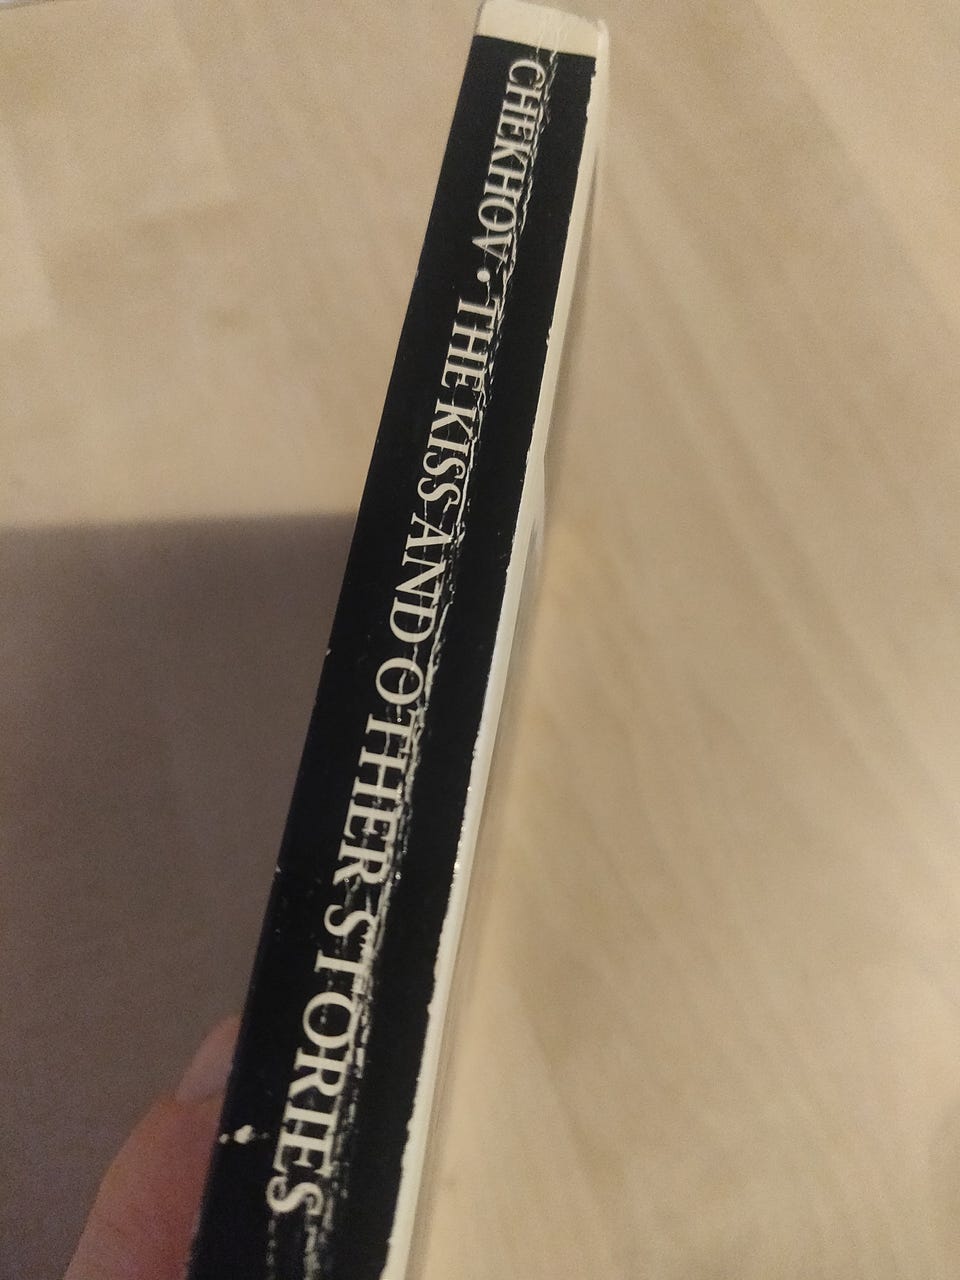 CHEKHOV • THE KISS AND OTHER STORIES